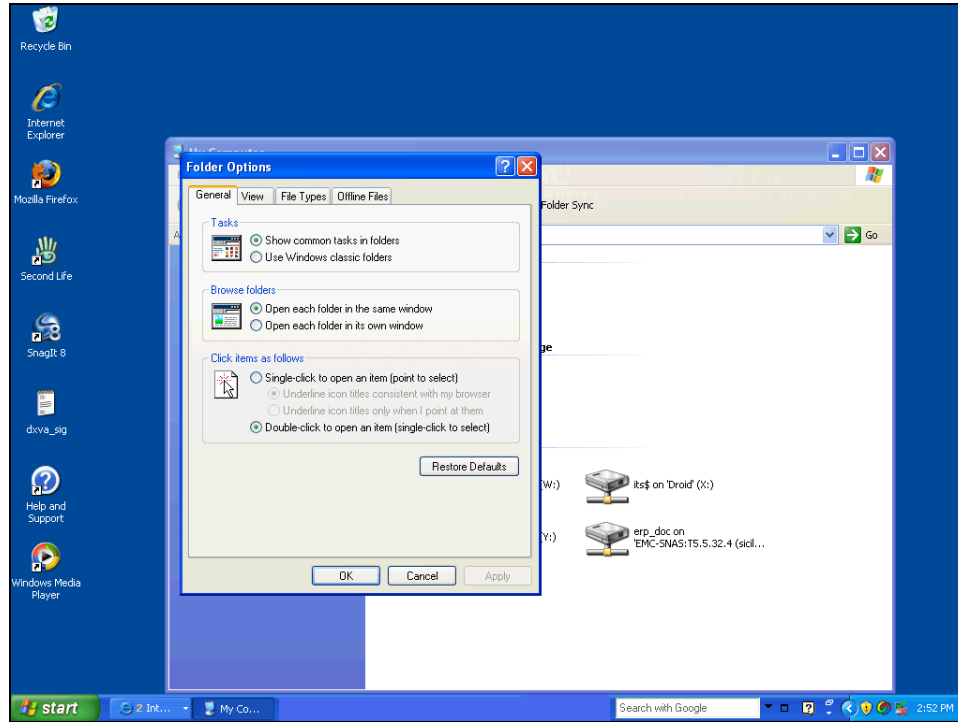 Recycle Bin
Internet
Explorer
Mozilla Firefox
Second Life
SnagIt 8
dxva_sig
Help and
Support
Windows Media
Player
Folder Options
General
View
File Types
Offline Files
Tasks
Show common tasks in folders
Use Windows classic folders
Browse folders
Open each folder in the same window
Open each folder in its own window
Click items as follows
Single-click to open an item (point to select)
Underline icon titles consistent with my browser
Underline icon titles only when I point at them
Double-click to open an item (single-click to select)
Restore Defaults
OK
Cancel
Apply
Folder Sync
Go
(W:)
its$ on 'Droid' (X:)
(Y:)
erp_doc on
'EMC-SNAS:T5.5.32.4 (sicil...
start
2 Int...
My Co...
Search with Google
2:52 PM